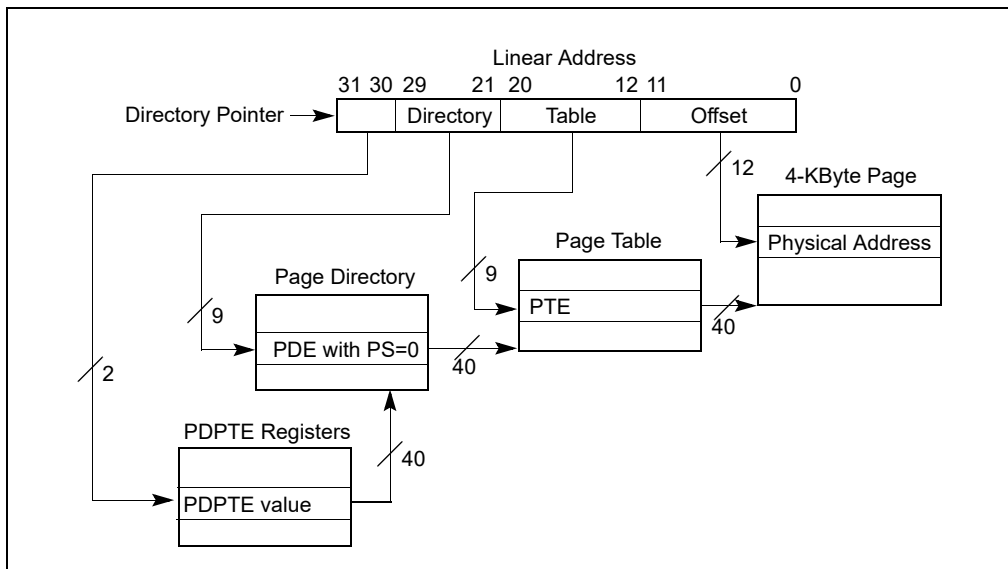 Linear Address
31 30 29 21 20 12 11 0
Directory Pointer
Directory Table Offset
12
4-KByte Page
Physical Address
Page Table
9
PTE
40
Page Directory
9
PDE with PS=0
40
2
PDPTE Registers
40
PDPTE value